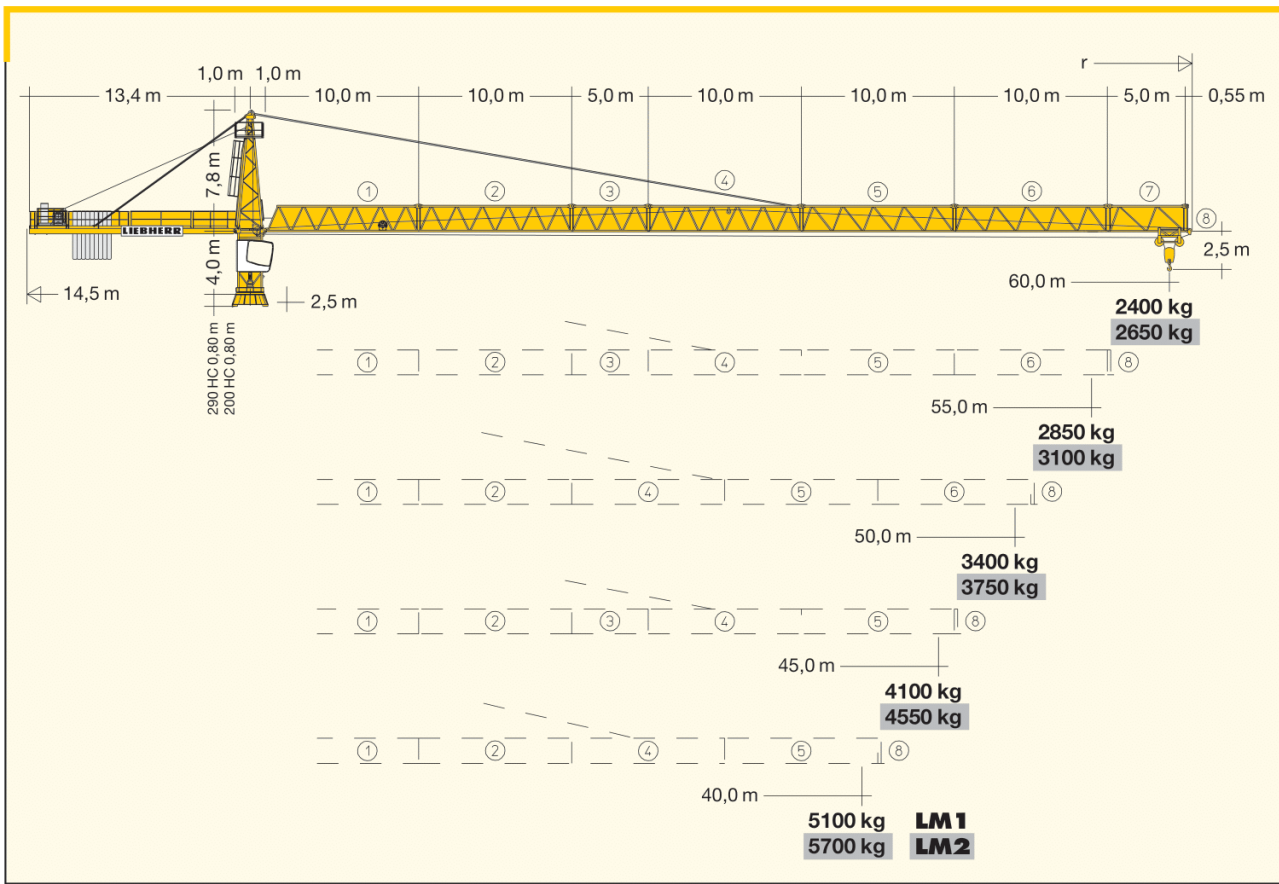 r
1,0 m 1,0 m
13,4 m 10,0 m 10,0 m 5,0 m 10,0 m 10,0 m 10,0 m 5,0 m 0,55 m
7,8 m
① ② ③ ④ ⑤ ⑥ ⑦ ⑧
LIEBHERR
4,0 m
2,5 m
14,5 m
2,5 m
60,0 m
2400 kg
2650 kg
290 HC 0,80 m
200 HC 0,80 m
① ② ③ ④ ⑤ ⑥ ⑧
55,0 m
2850 kg
3100 kg
① ② ④ ⑤ ⑥ ⑧
50,0 m
3400 kg
3750 kg
① ② ③ ④ ⑤ ⑧
45,0 m
4100 kg
4550 kg
① ② ④ ⑤ ⑧
40,0 m
5100 kg LM1
5700 kg LM2